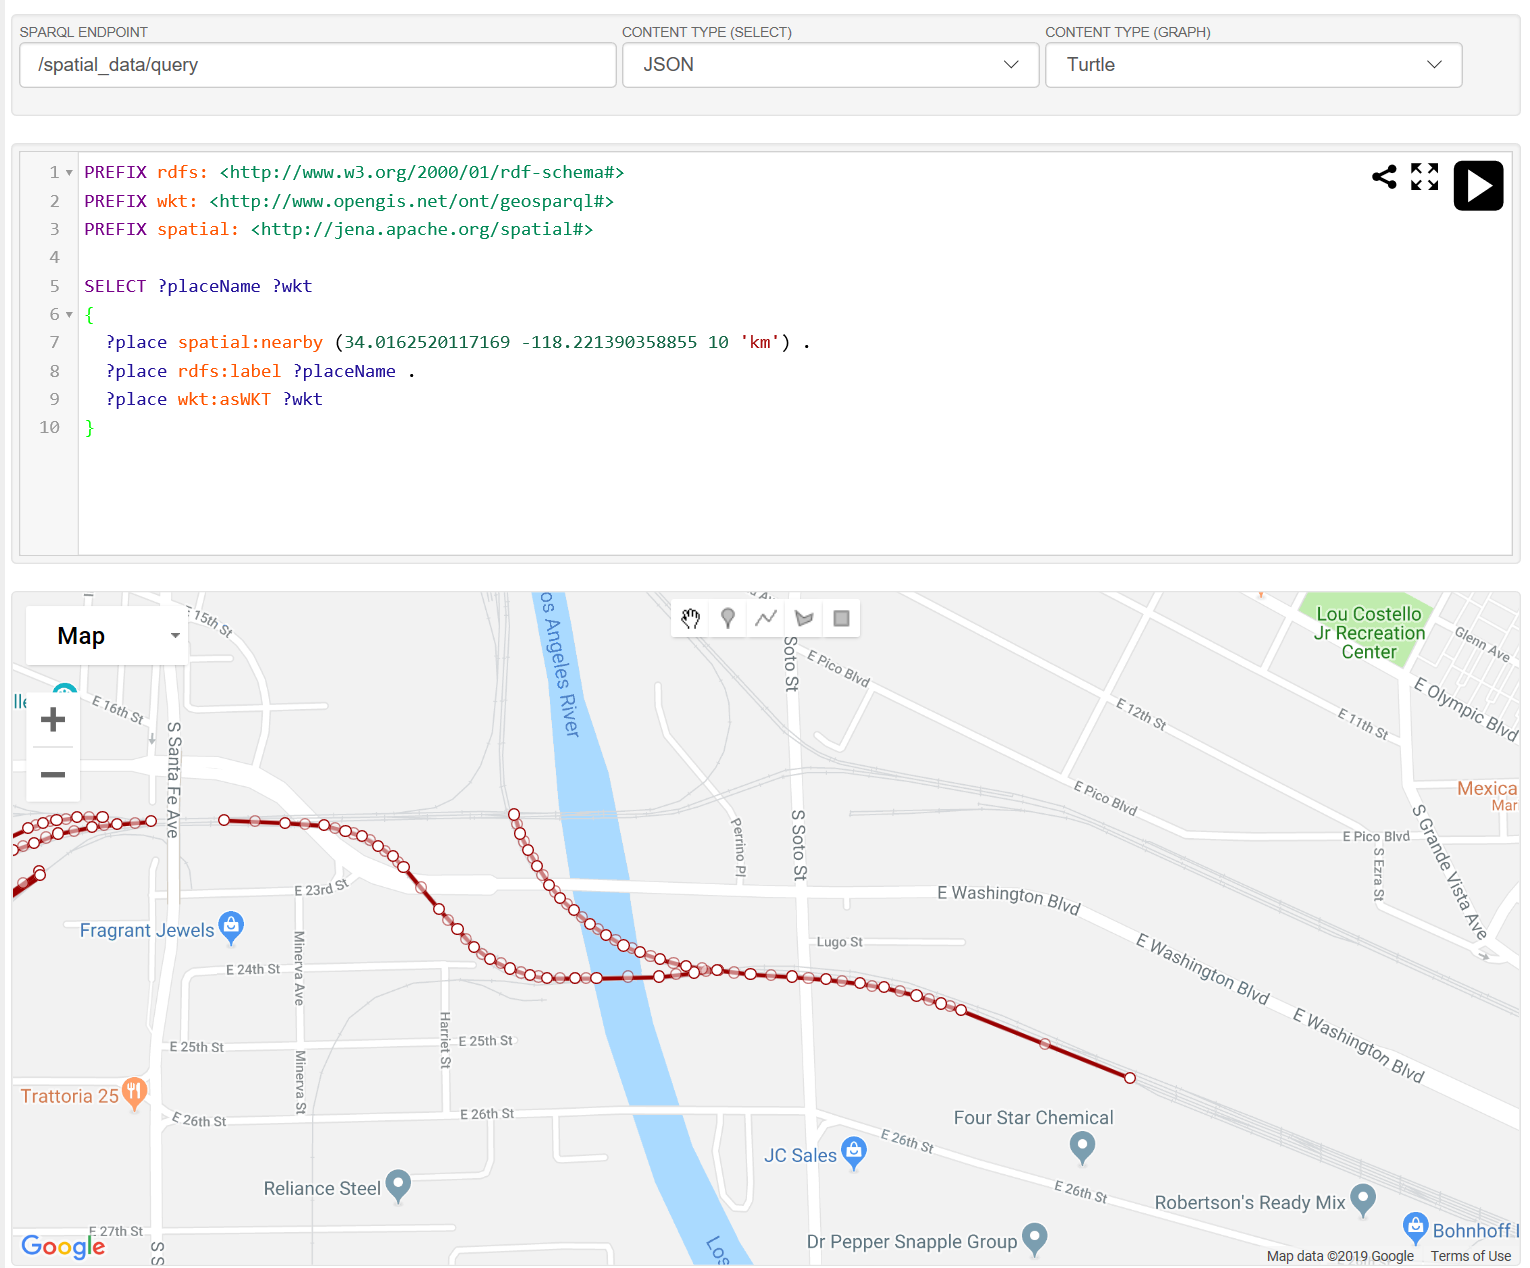 SPARQL ENDPOINT
CONTENT TYPE (SELECT)
CONTENT TYPE (GRAPH)
/spatial_data/query
JSON
Turtle
1 PREFIX rdfs: <http://www.w3.org/2000/01/rdf-schema#>
2 PREFIX wkt: <http://www.opengis.net/ont/geosparql#>
3 PREFIX spatial: <http://jena.apache.org/spatial#>
4
5 SELECT ?placeName ?wkt
6 {
7 ?place spatial:nearby (34.0162520117169 -118.221390358855 10 'km') .
8 ?place rdfs:label ?placeName .
9 ?place wkt:asWKT ?wkt
10 }
Map
E 15th St
os Angeles River
Soto St
E Pico Blvd
Lou Costello
Jr Recreation
Center
Glenn Ave
E Olympic Blvd
E 16th St
S Santa Fe Ave
E 12th St
E 11th St
E Pico Blvd
Mexica
Mar
Perrino Pl
S Soto St
E Pico Blvd
S Ezra St
S Grande Vista Ave
E 23rd St
E Washington Blvd
Fragrant Jewels
Minerva Ave
Lugo St
E Washington Blvd
E 24th St
E Washington Blvd
Harriet St
E 25th St
E 25th St
Minerva St
Trattoria 25
E 26th St
E 26th St
Four Star Chemical
JC Sales
E 26th St
E 26th St
Reliance Steel
Robertson's Ready Mix
E 27th St
Bohnhoff
Dr Pepper Snapple Group
Los
S S
Google
Map data ©2019 Google
Terms of Use